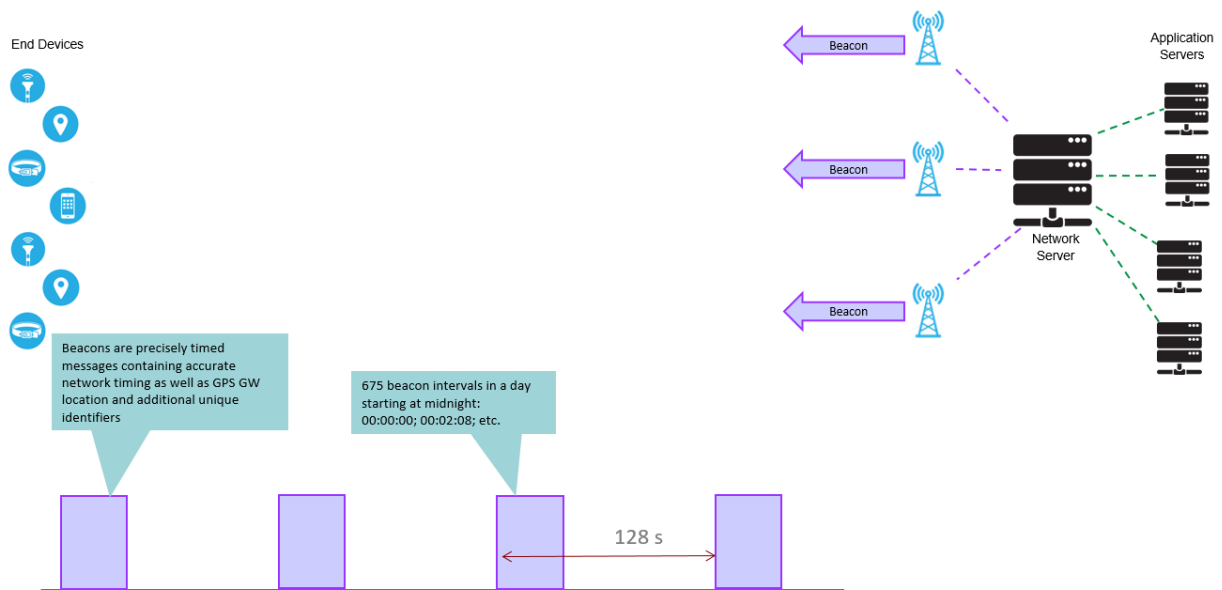 End Devices
Beacon
Application
Servers
Beacon
Network
Server
Beacon
Beacons are precisely timed
messages containing accurate
network timing as well as GPS GW
location and additional unique
identifiers
675 beacon intervals in a day
starting at midnight:
00:00:00; 00:02:08; etc.
128 s